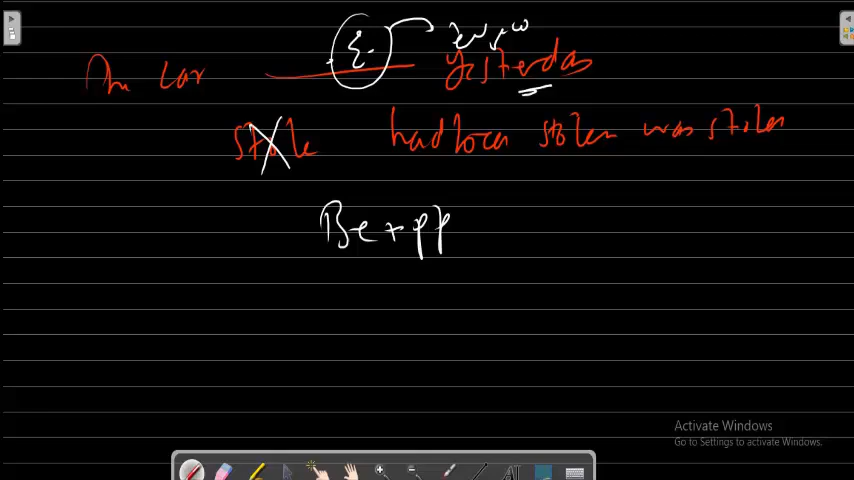 The car yesterday
stole had been stolen was stolen
Be + pp
Activate Windows
Go to Settings to activate Windows.